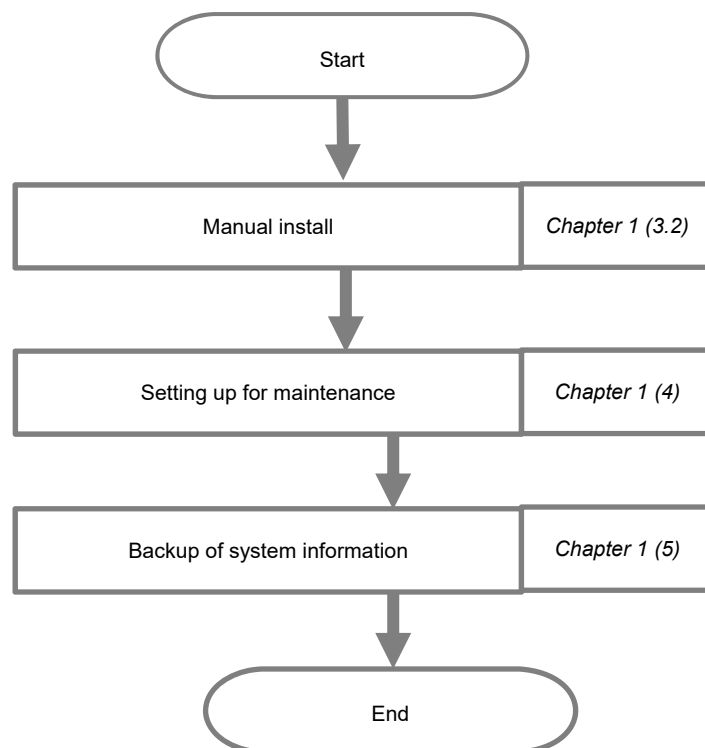 Start
Manual install
Chapter 1 (3.2)
Setting up for maintenance
Chapter 1 (4)
Backup of system information
Chapter 1 (5)
End